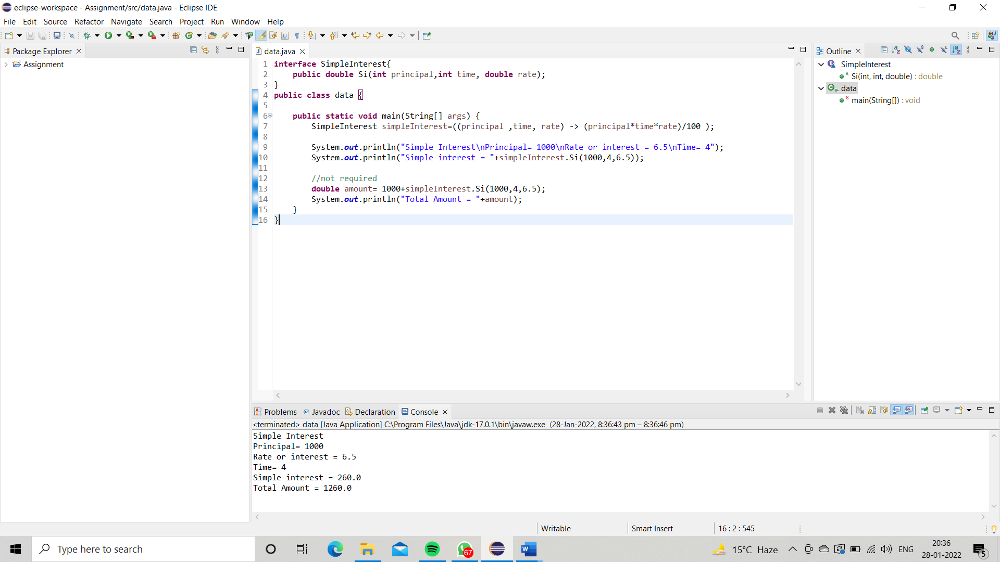 eclipse-workspace - Assignment/src/data.java - Eclipse IDE
File Edit Source Refactor Navigate Search Project Run Window Help
Package Explorer
Assignment
data.java
1 interface SimpleInterest{
2     public double Si(int principal,int time, double rate);
3 }
4 public class data {
5
6     public static void main(String[] args) {
7         SimpleInterest simpleInterest=((principal ,time, rate) -> (principal*time*rate)/100 );
8
9         System.out.println("Simple Interest\nPrincipal= 1000\nRate or interest = 6.5\nTime= 4");
10         System.out.println("Simple interest = "+simpleInterest.Si(1000,4,6.5));
11
12         //not required
13         double amount= 1000+simpleInterest.Si(1000,4,6.5);
14         System.out.println("Total Amount = "+amount);
15     }
16 }
Outline
SimpleInterest
Si(int, int, double) : double
data
main(String[]) : void
Problems @ Javadoc Declaration Console
<terminated> data [Java Application] C:\Program Files\Java\jdk-17.0.1\bin\javaw.exe (28-Jan-2022, 8:36:43 pm – 8:36:46 pm)
Simple Interest
Principal= 1000
Rate or interest = 6.5
Time= 4
Simple interest = 260.0
Total Amount = 1260.0
Writable Smart Insert 16 : 2 : 545
Type here to search
67
15°C Haze
ENG
20:36
28-01-2022
5